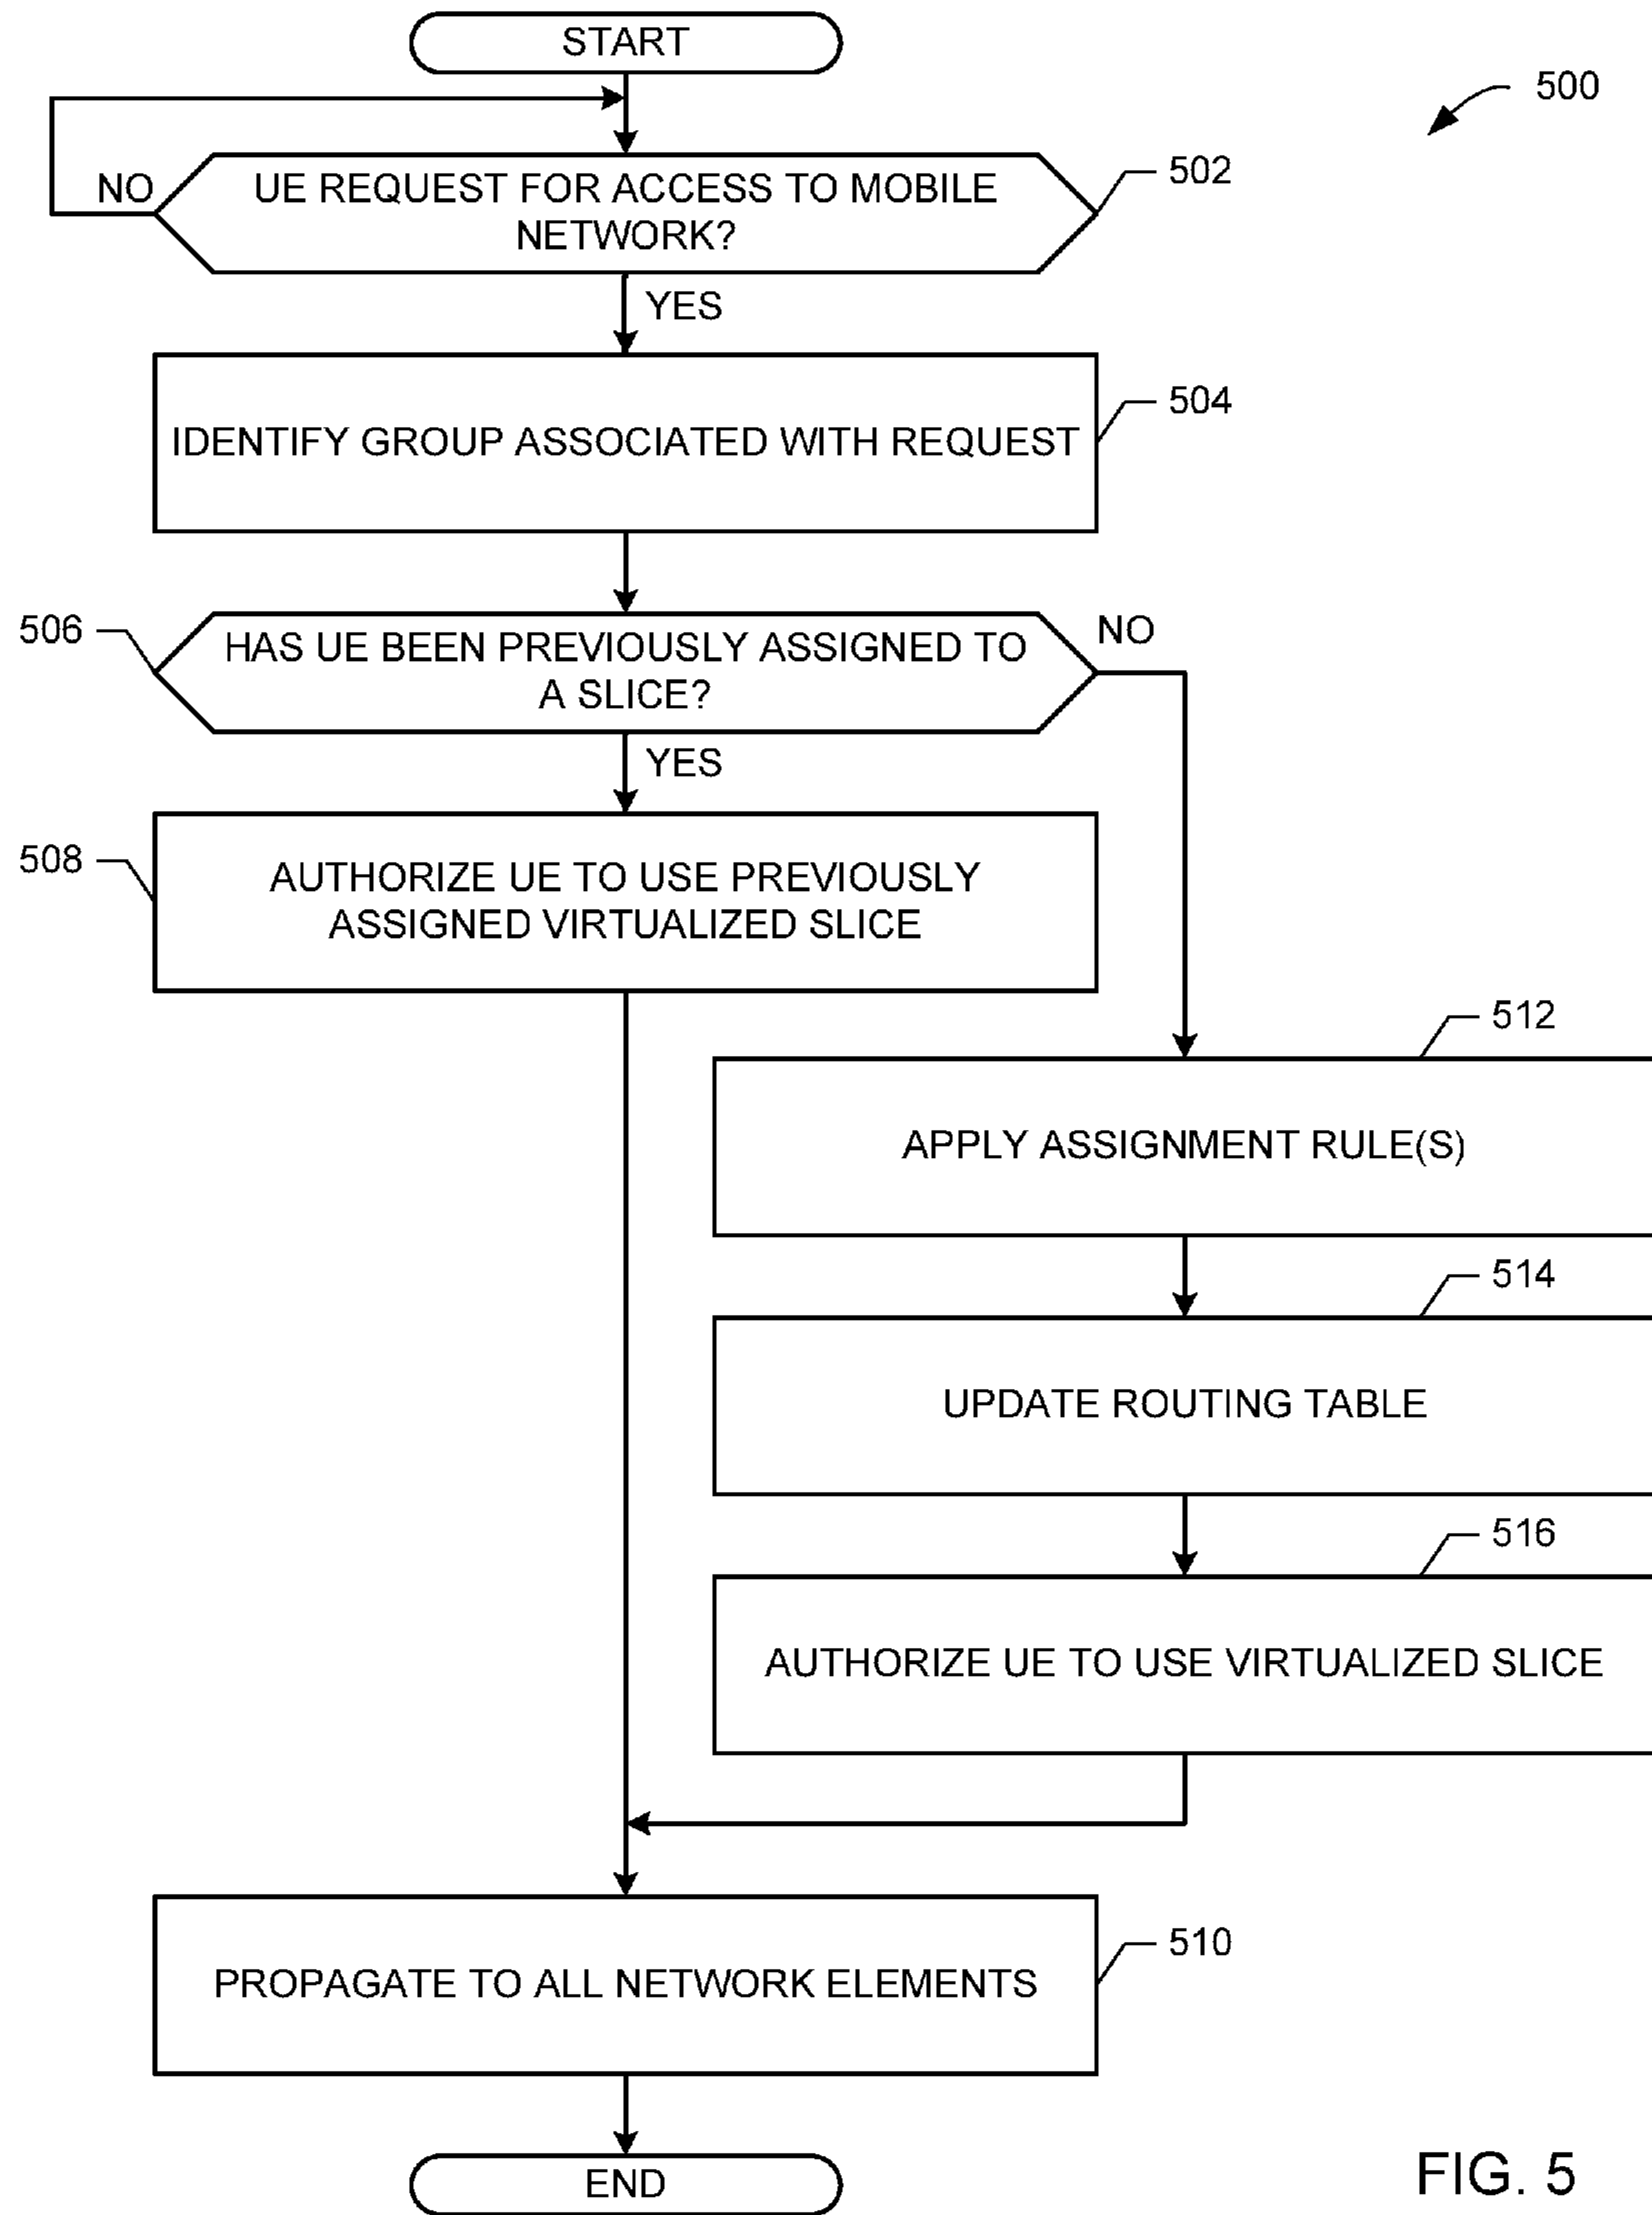 START
500
NO
UE REQUEST FOR ACCESS TO MOBILE
NETWORK?
502
YES
IDENTIFY GROUP ASSOCIATED WITH REQUEST
504
506
HAS UE BEEN PREVIOUSLY ASSIGNED TO
A SLICE?
NO
YES
508
AUTHORIZE UE TO USE PREVIOUSLY
ASSIGNED VIRTUALIZED SLICE
512
APPLY ASSIGNMENT RULE(S)
514
UPDATE ROUTING TABLE
516
AUTHORIZE UE TO USE VIRTUALIZED SLICE
510
PROPAGATE TO ALL NETWORK ELEMENTS
END
FIG. 5